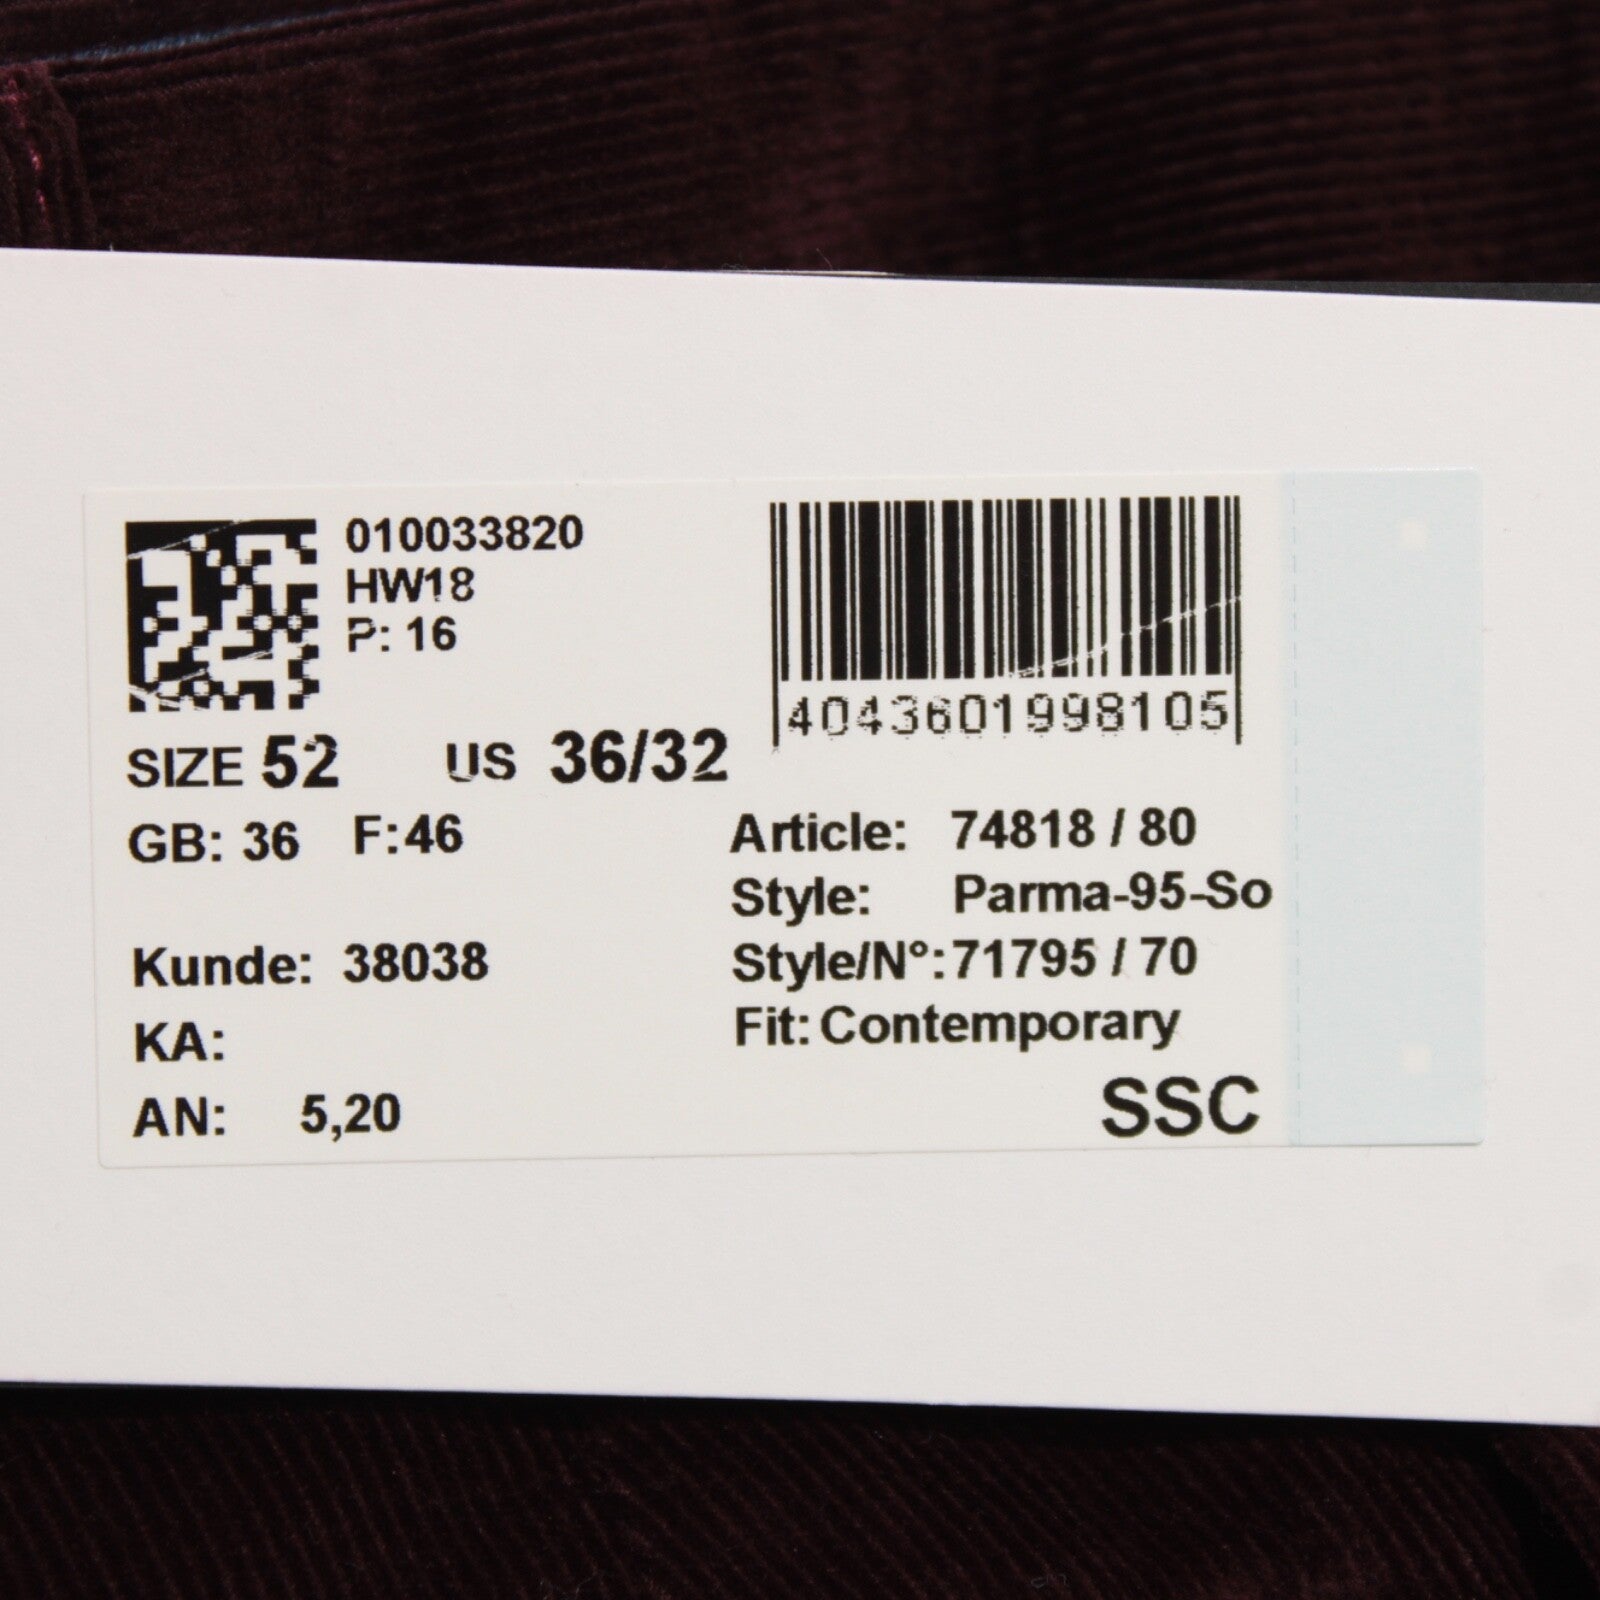 010033820
HW18
P: 16
4043601998105
SIZE 52 US 36/32
GB: 36 F:46
Article: 74818 / 80
Style: Parma-95-So
Kunde: 38038
Style/N°: 71795 / 70
KA:
Fit: Contemporary
AN: 5,20
SSC